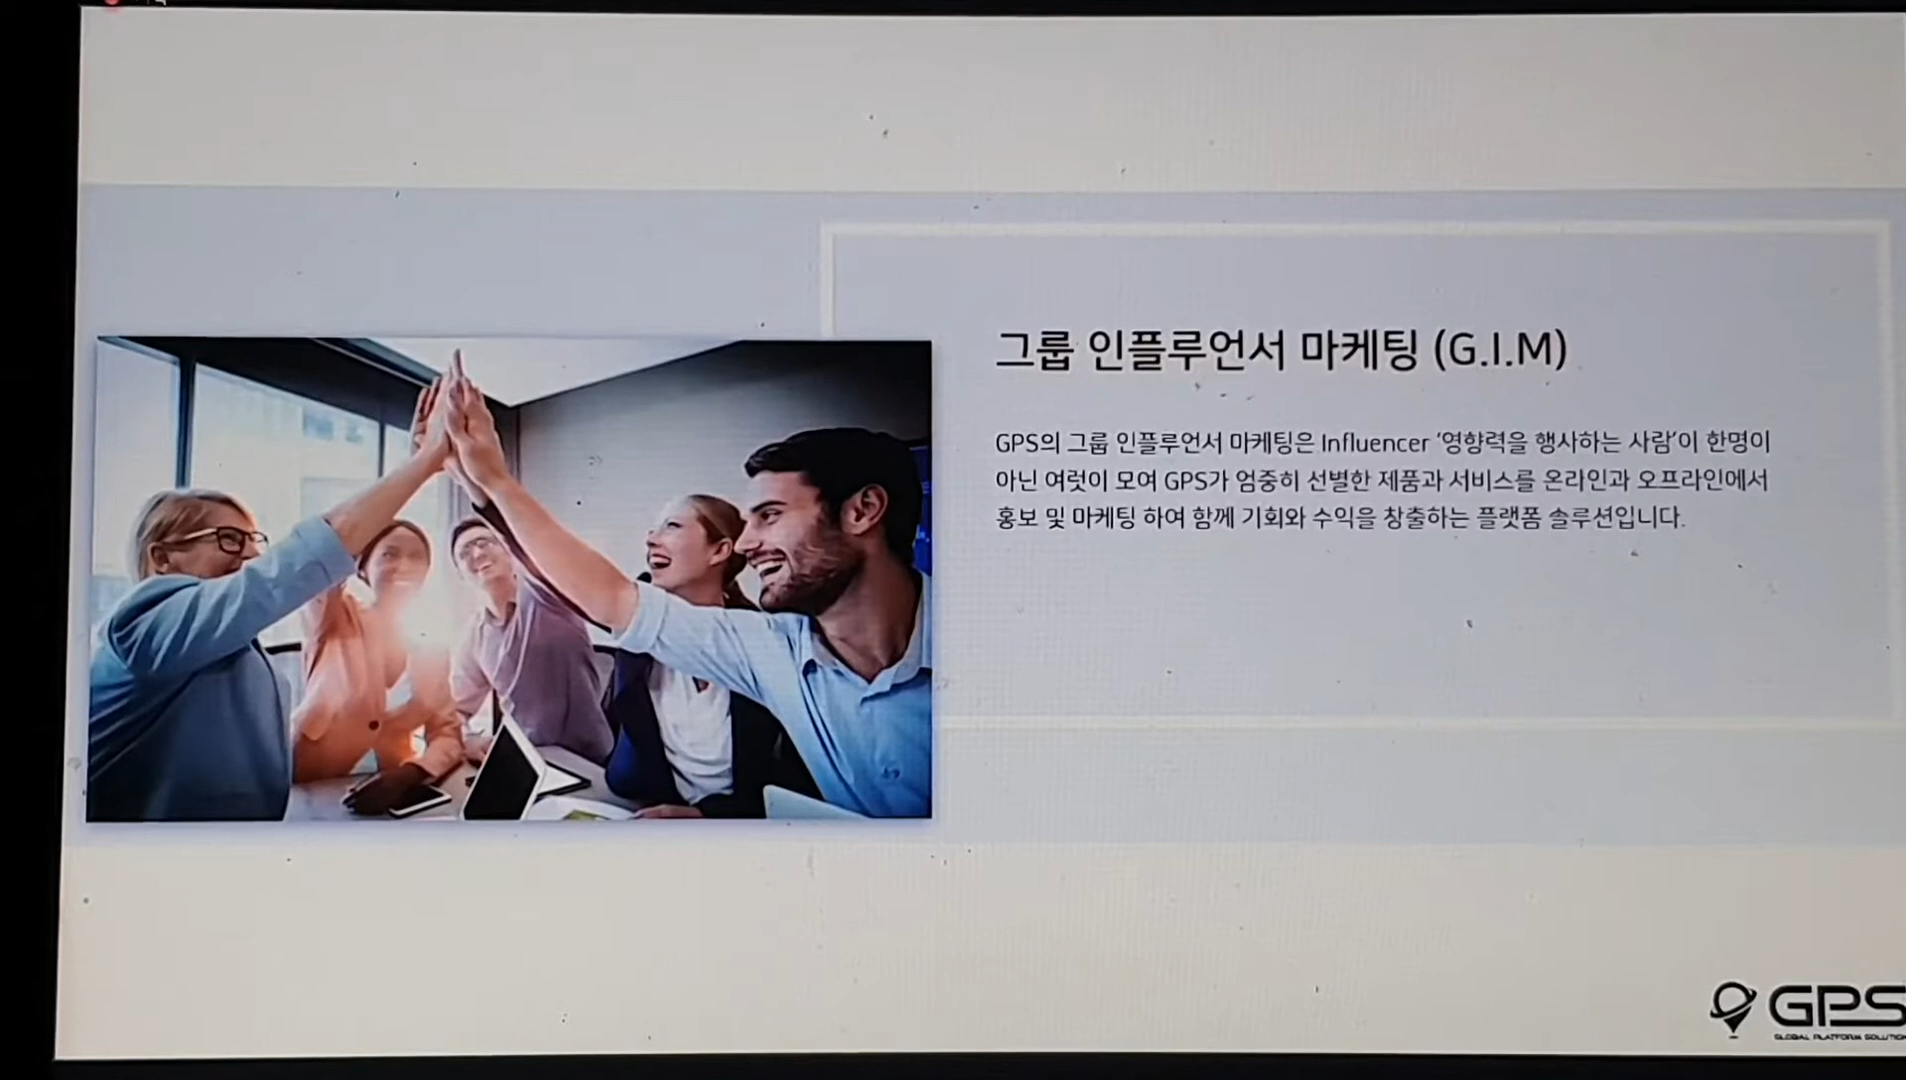 그룹 인플루언서 마케팅 (G.I.M)
GPS의 그룹 인플루언서 마케팅은 Influencer '영향력을 행사하는 사람'이 한명이
아닌 여럿이 모여 GPS가 엄중히 선별한 제품과 서비스를 온라인과 오프라인에서
홍보 및 마케팅 하여 함께 기회와 수익을 창출하는 플랫폼 솔루션입니다.
GPS
GLOBAL PLATFORM SOLUTION